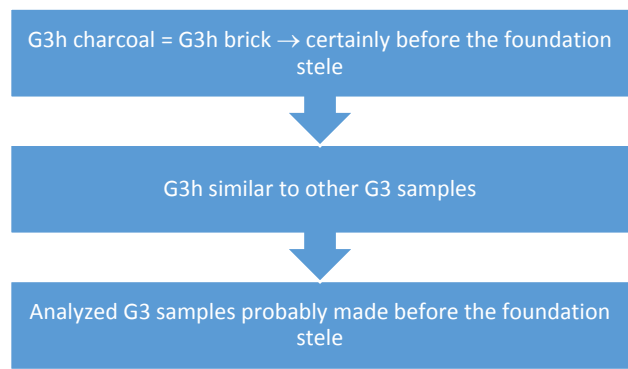 G3h charcoal = G3h brick → certainly before the foundation
stele
G3h similar to other G3 samples
Analyzed G3 samples probably made before the foundation
stele